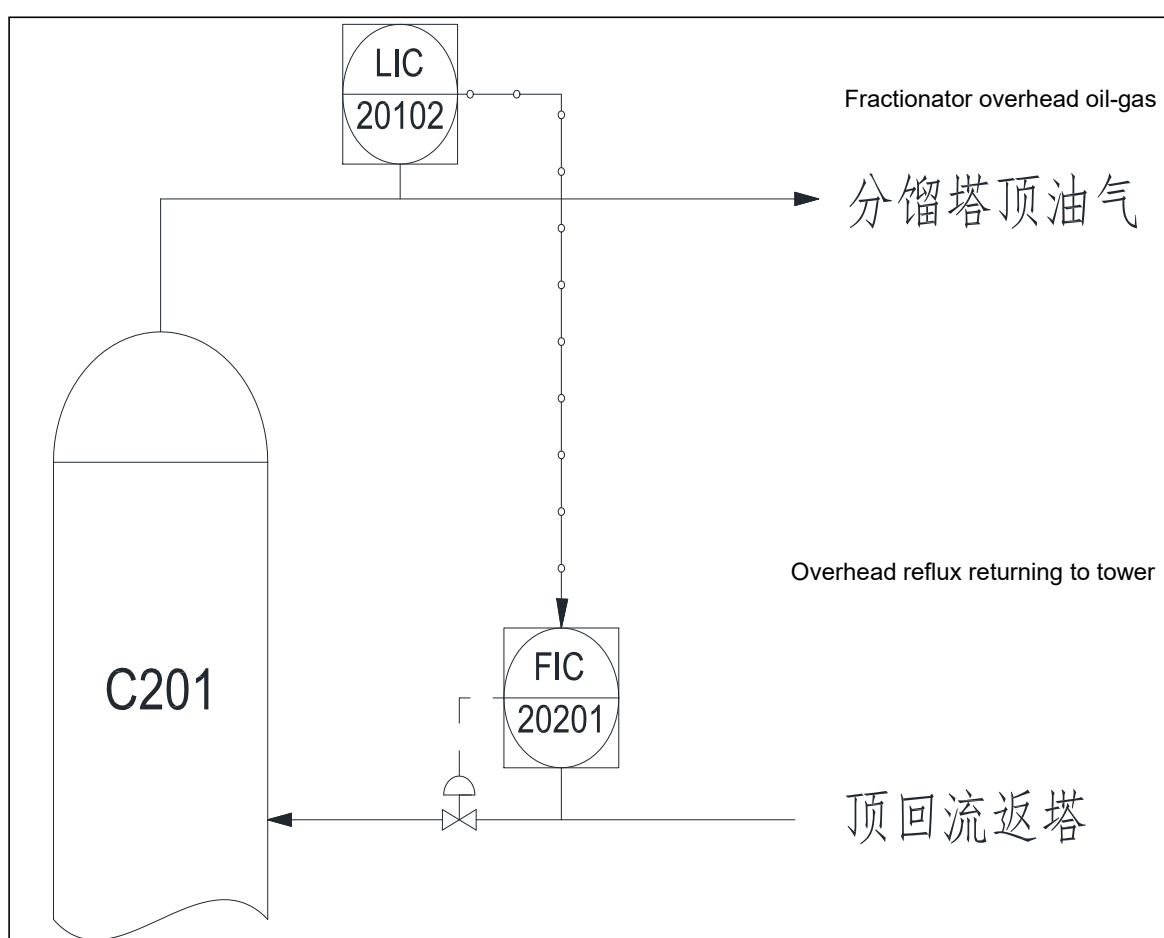 LIC
20102
Fractionator overhead oil-gas
分馏塔顶油气
Overhead reflux returning to tower
C201
FIC
20201
顶回流返塔